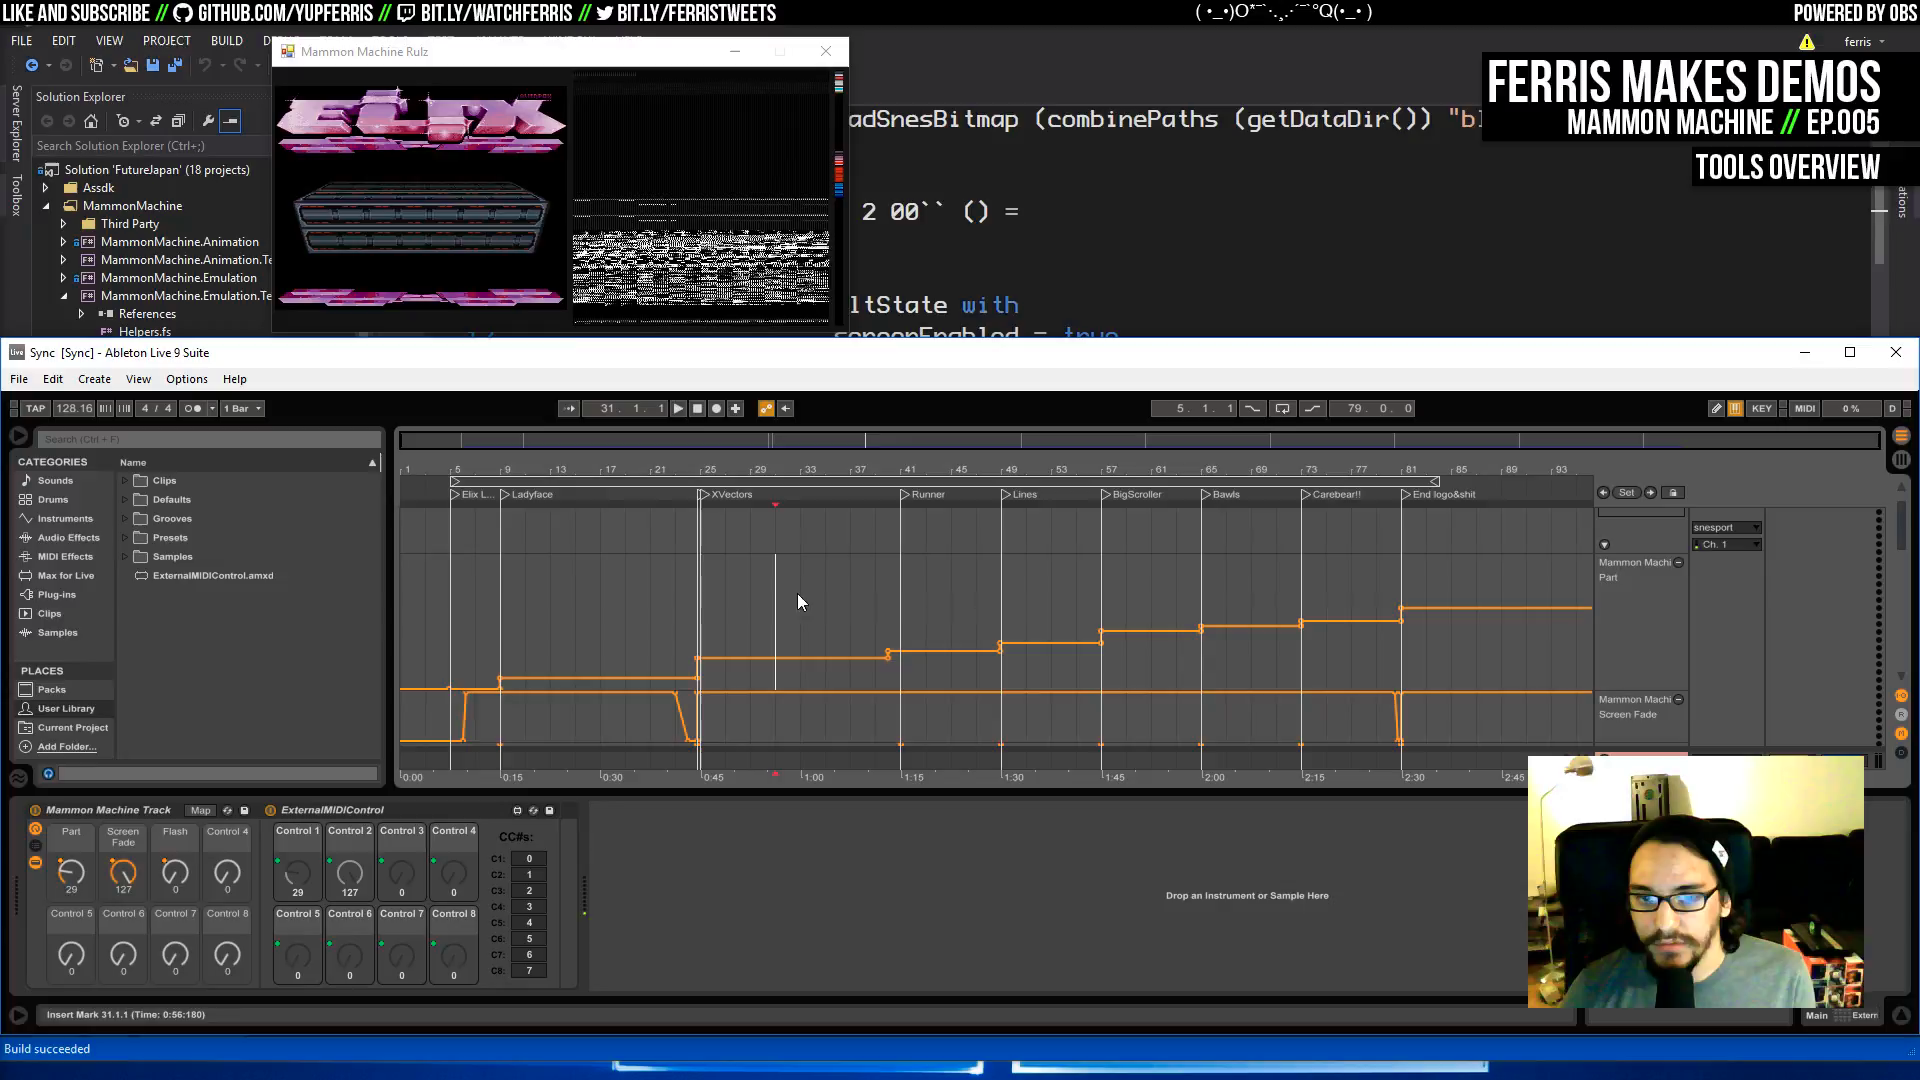 LIKE AND SUBSCRIBE // GITHUB.COM/YUPFERRIS // BIT.LY/WATCHFERRIS // BIT.LY/FERRISTWEETS
( •_•)O*¯`·.¸.·´¯`°Q(•_• )
POWERED BY OBS
FILE EDIT VIEW PROJECT BUILD
ferris
Mammon Machine Rulz
FERRIS MAKES DEMOS
MAMMON MACHINE // EP.005
TOOLS OVERVIEW
Server Explorer
Toolbox
Solution Explorer
Search Solution Explorer (Ctrl+;)
Solution 'FutureJapan' (18 projects)
Assdk
MammonMachine
Third Party
MammonMachine.Animation
MammonMachine.Animation.Te
MammonMachine.Emulation
MammonMachine.Emulation.Te
References
Helpers.fs
ELIX
adSnesBitmap (combinePaths (getDataDir()) "bl
2 00`` () =
ltState with
screenEnabled = true
Sync [Sync] - Ableton Live 9 Suite
File Edit Create View Options Help
TAP 128.16 4 / 4 1 Bar 31. 1. 1 5. 1. 1 79. 0. 0 KEY MIDI 0 % D
Search (Ctrl + F)
CATEGORIES
Sounds
Drums
Instruments
Audio Effects
MIDI Effects
Max for Live
Plug-ins
Clips
Samples
PLACES
Packs
User Library
Current Project
Add Folder...
Name
Clips
Defaults
Grooves
Presets
Samples
ExternalMIDIControl.amxd
1 5 9 13 17 21 25 29 33 37 41 45 49 53 57 61 65 69 73 77 81 85 89 93
Elix L... Ladyface XVectors Runner Lines BigScroller Bawls Carebear!! End logo&shit
Set
snesport
Ch. 1
Mammon Machi
Part
Mammon Machi
Screen Fade
0:00 0:15 0:30 0:45 1:00 1:15 1:30 1:45 2:00 2:15 2:30 2:45
Mammon Machine Track Map
Part Screen Fade Flash Control 4
29 127 0 0
Control 5 Control 6 Control 7 Control 8
0 0 0 0
ExternalMIDIControl
Control 1 Control 2 Control 3 Control 4
29 127 0 0
Control 5 Control 6 Control 7 Control 8
0 0 0 0
CC#s:
C1: 0
C2: 1
C3: 2
C4: 3
C5: 4
C6: 5
C7: 6
C8: 7
Drop an Instrument or Sample Here
Insert Mark 31.1.1 (Time: 0:56:180)
Main Extern
Build succeeded